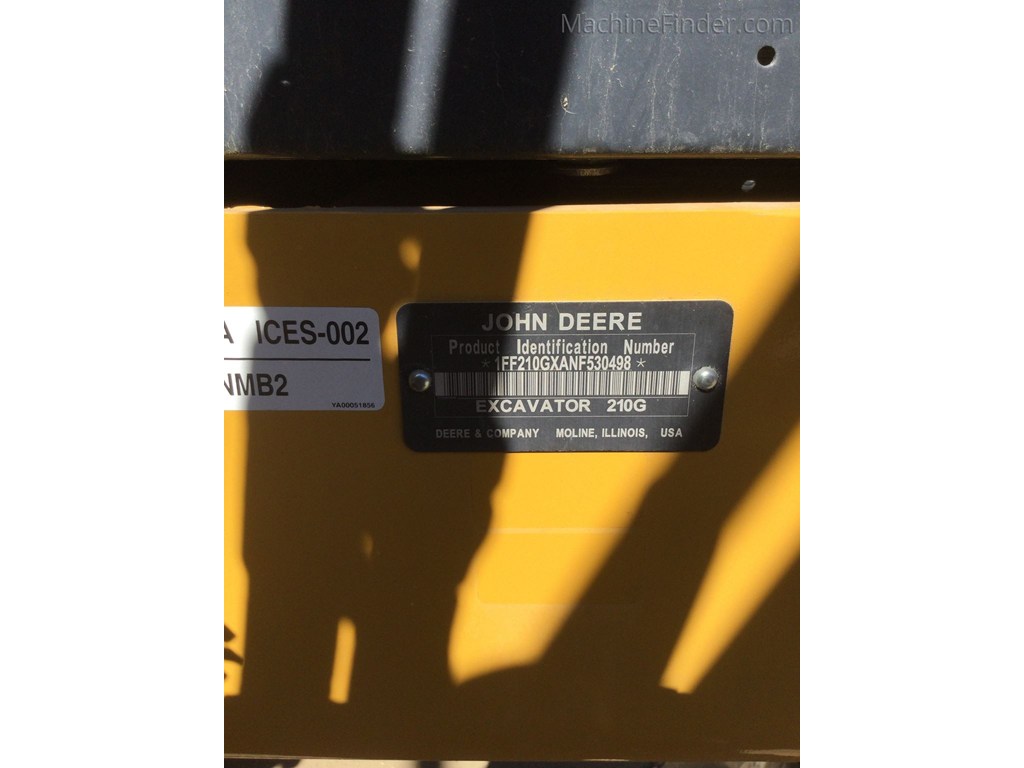 MachineFinder.com
A ICES-002
NMB2
YA00051856
JOHN DEERE
Product Identification Number
*1FF210GXANF530498*
EXCAVATOR 210G
DEERE & COMPANY MOLINE, ILLINOIS, USA